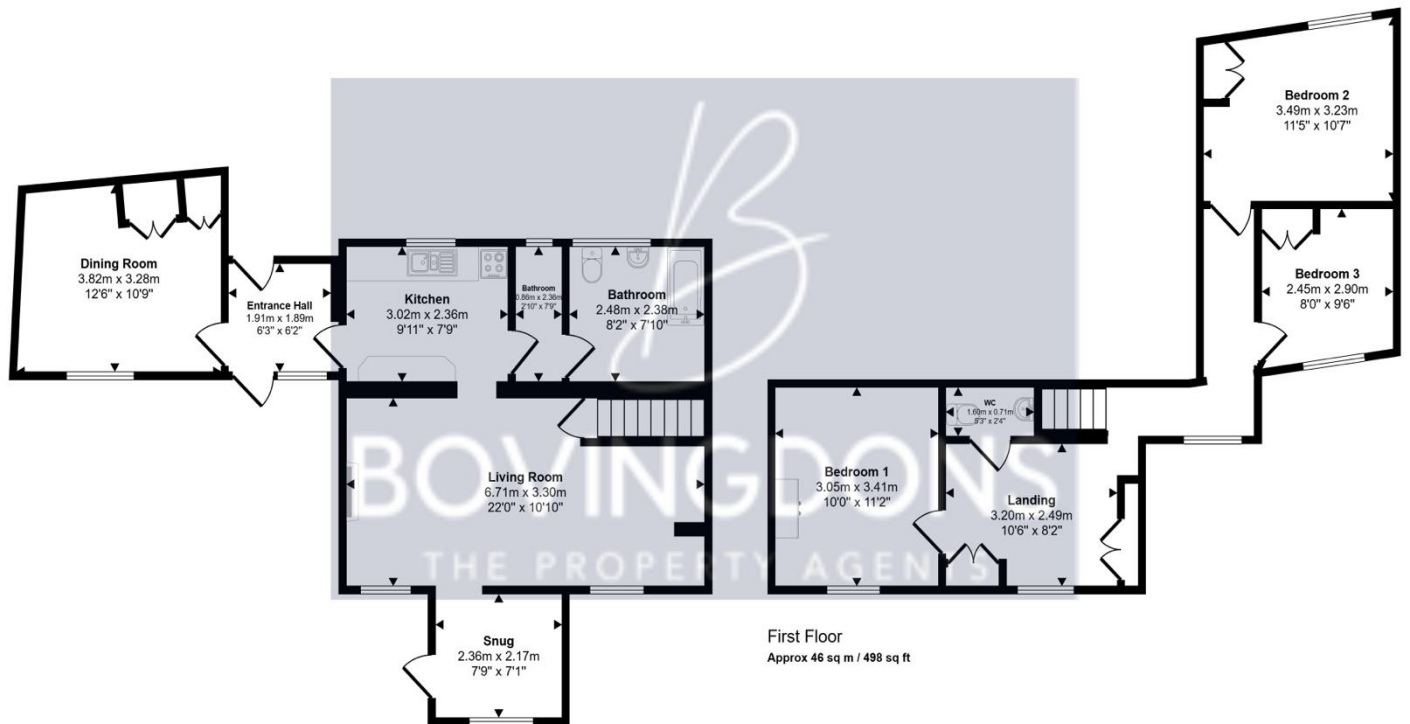 Dining Room
3.82m x 3.28m
12'6" x 10'9"
Entrance Hall
1.91m x 1.89m
6'3" x 6'2"
Kitchen
3.02m x 2.36m
9'11" x 7'9"
Bathroom
0.86m x 2.36m
2'10" x 7'9"
Bathroom
2.48m x 2.38m
8'2" x 7'10"
Living Room
6.71m x 3.30m
22'0" x 10'10"
Snug
2.36m x 2.17m
7'9" x 7'1"
Bedroom 2
3.49m x 3.23m
11'5" x 10'7"
Bedroom 3
2.45m x 2.90m
8'0" x 9'6"
WC
1.60m x 0.71m
5'3" x 2'4"
Bedroom 1
3.05m x 3.41m
10'0" x 11'2"
Landing
3.20m x 2.49m
10'6" x 8'2"
First Floor
Approx 46 sq m / 498 sq ft
B
BOVINGDONS
THE PROPERTY AGENTS